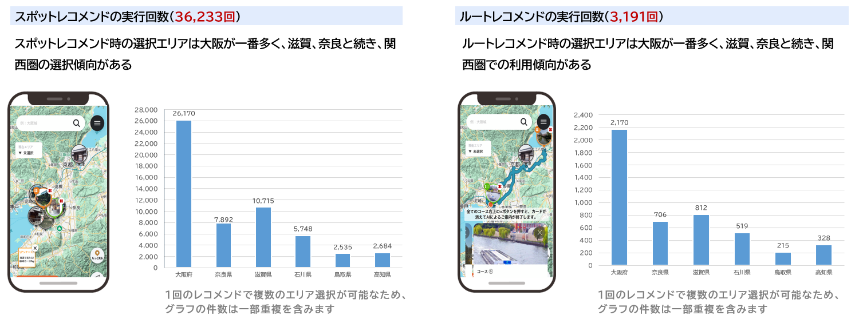 スポットレコメンドの実行回数(36,233回)
スポットレコメンド時の選択エリアは大阪が一番多く、滋賀、奈良と続き、関
西圏の選択傾向がある
28,000
26,000
24,000
22,000
20,000
18,000
16,000
14,000
12,000
10,000
8,000
6,000
4,000
2,000
0
26,170
7,892
10,715
5,748
2,535
2,684
大阪府
奈良県
滋賀県
石川県
鳥取県
高知県
1回のレコメンドで複数のエリア選択が可能なため、
グラフの件数は一部重複を含みます
ルートレコメンドの実行回数(3,191回)
ルートレコメンド時の選択エリアは大阪が一番多く、滋賀、奈良と続き、関
西圏での利用傾向がある
コース①
2,400
2,200
2,000
1,800
1,600
1,400
1,200
1,000
800
600
400
200
0
2,170
706
812
519
215
328
大阪府
奈良県
滋賀県
石川県
鳥取県
高知県
1回のレコメンドで複数のエリア選択が可能なため、
グラフの件数は一部重複を含みます